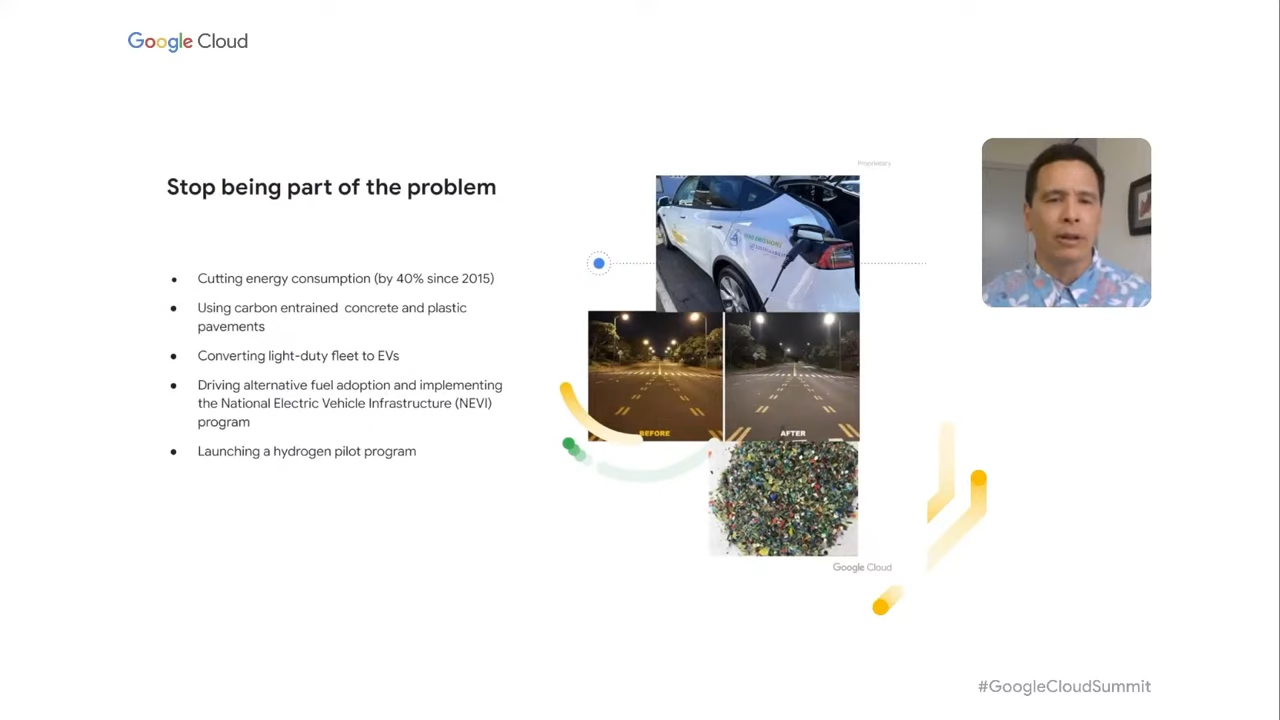 Google Cloud
Proprietary
Stop being part of the problem
• Cutting energy consumption (by 40% since 2015)
• Using carbon entrained concrete and plastic
pavements
• Converting light-duty fleet to EVs
• Driving alternative fuel adoption and implementing
the National Electric Vehicle Infrastructure (NEVI)
program
• Launching a hydrogen pilot program
BEFORE
AFTER
Google Cloud
#GoogleCloudSummit